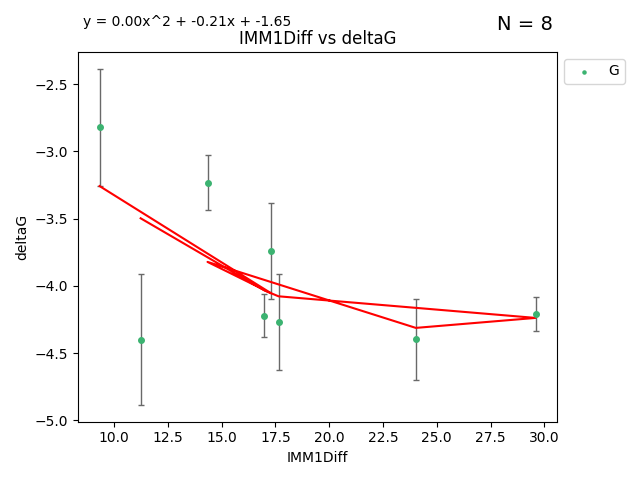 y = 0.00x^2 + -0.21x + -1.65
N = 8
IMM1Diff vs deltaG
G
deltaG
−2.5
−3.0
−3.5
−4.0
−4.5
−5.0
10.0 12.5 15.0 17.5 20.0 22.5 25.0 27.5 30.0
IMM1Diff